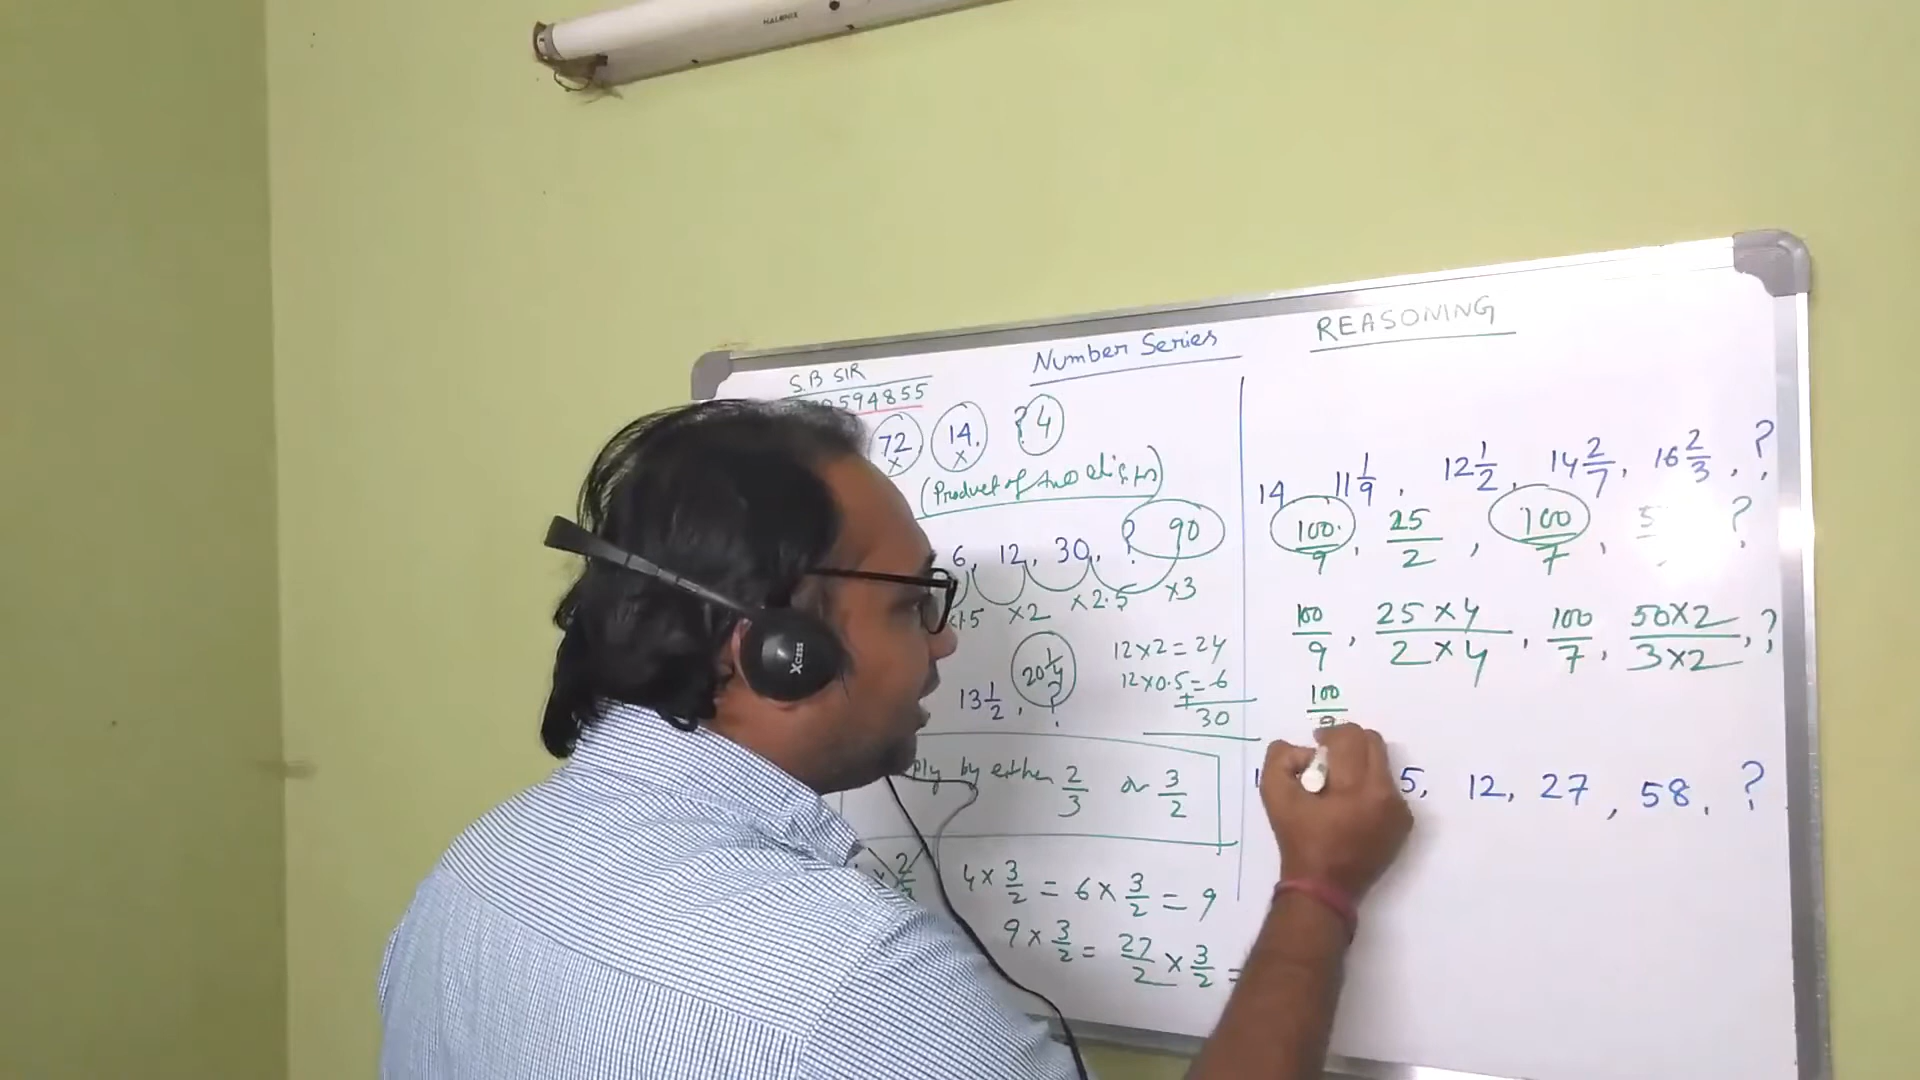 HALONIX
REASONING
Number Series
S.B SIR
594855
72, 14, ? 4
x x
(Product of two digits)
6, 12, 30, ? 90
×1.5 ×2 ×2.5 ×3
13 1/2, ? 20 1/4
12×2=24
12×0.5=6
+
30
ply by either 2/3 or 3/2
× 2/3
4 × 3/2 = 6 × 3/2 = 9
9 × 3/2 = 27/2 × 3/2 =
14 11 1/9, 12 1/2, 14 2/7, 16 2/3, ?
100/9, 25/2, 100/7, 5 ?
100/9, 25×4/2×4, 100/7, 50×2/3×2, ?
100/9
5, 12, 27, 58, ?
XCESS